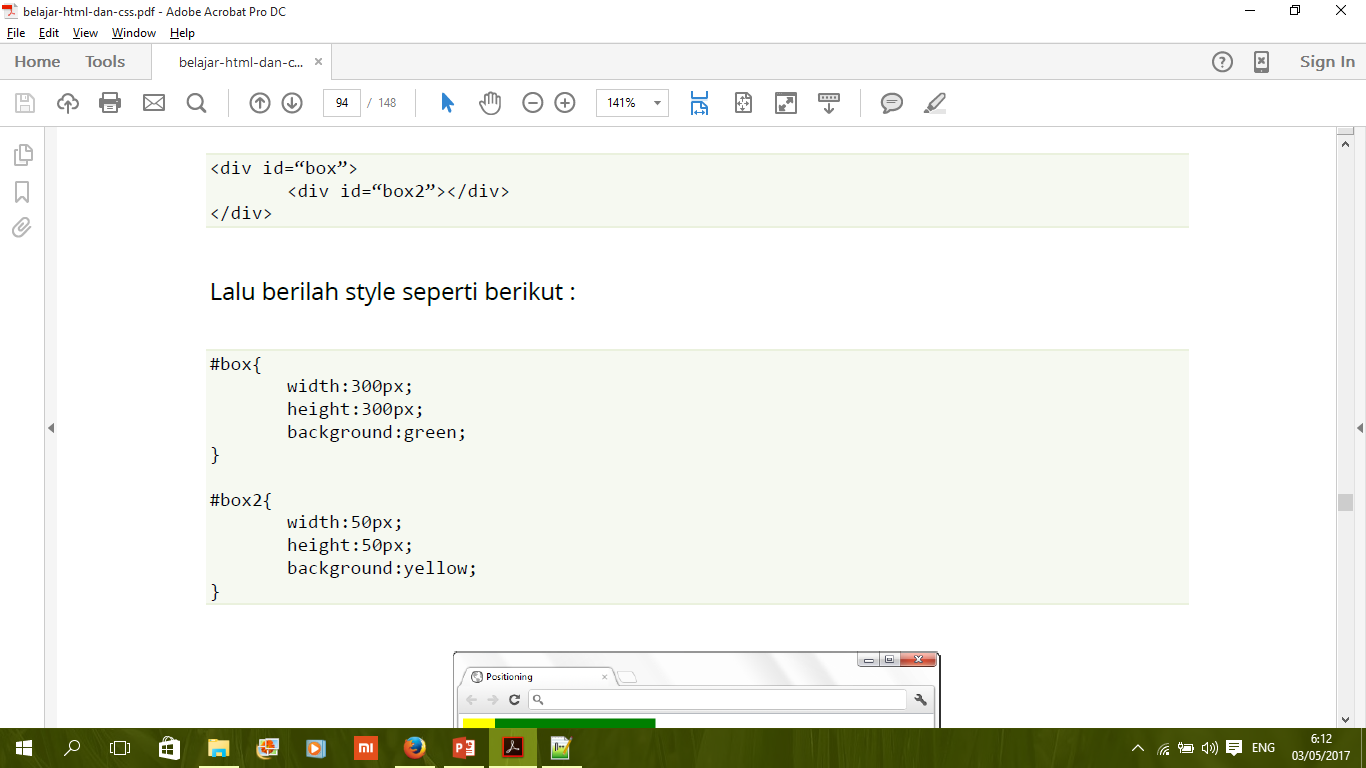 belajar-html-dan-css.pdf - Adobe Acrobat Pro DC
File Edit View Window Help
Home Tools belajar-html-dan-c... × Sign In
94 / 148 141%
<div id=“box”>
<div id=“box2”></div>
</div>
Lalu berilah style seperti berikut :
#box{
width:300px;
height:300px;
background:green;
}
#box2{
width:50px;
height:50px;
background:yellow;
}
Positioning
ENG
6:12
03/05/2017